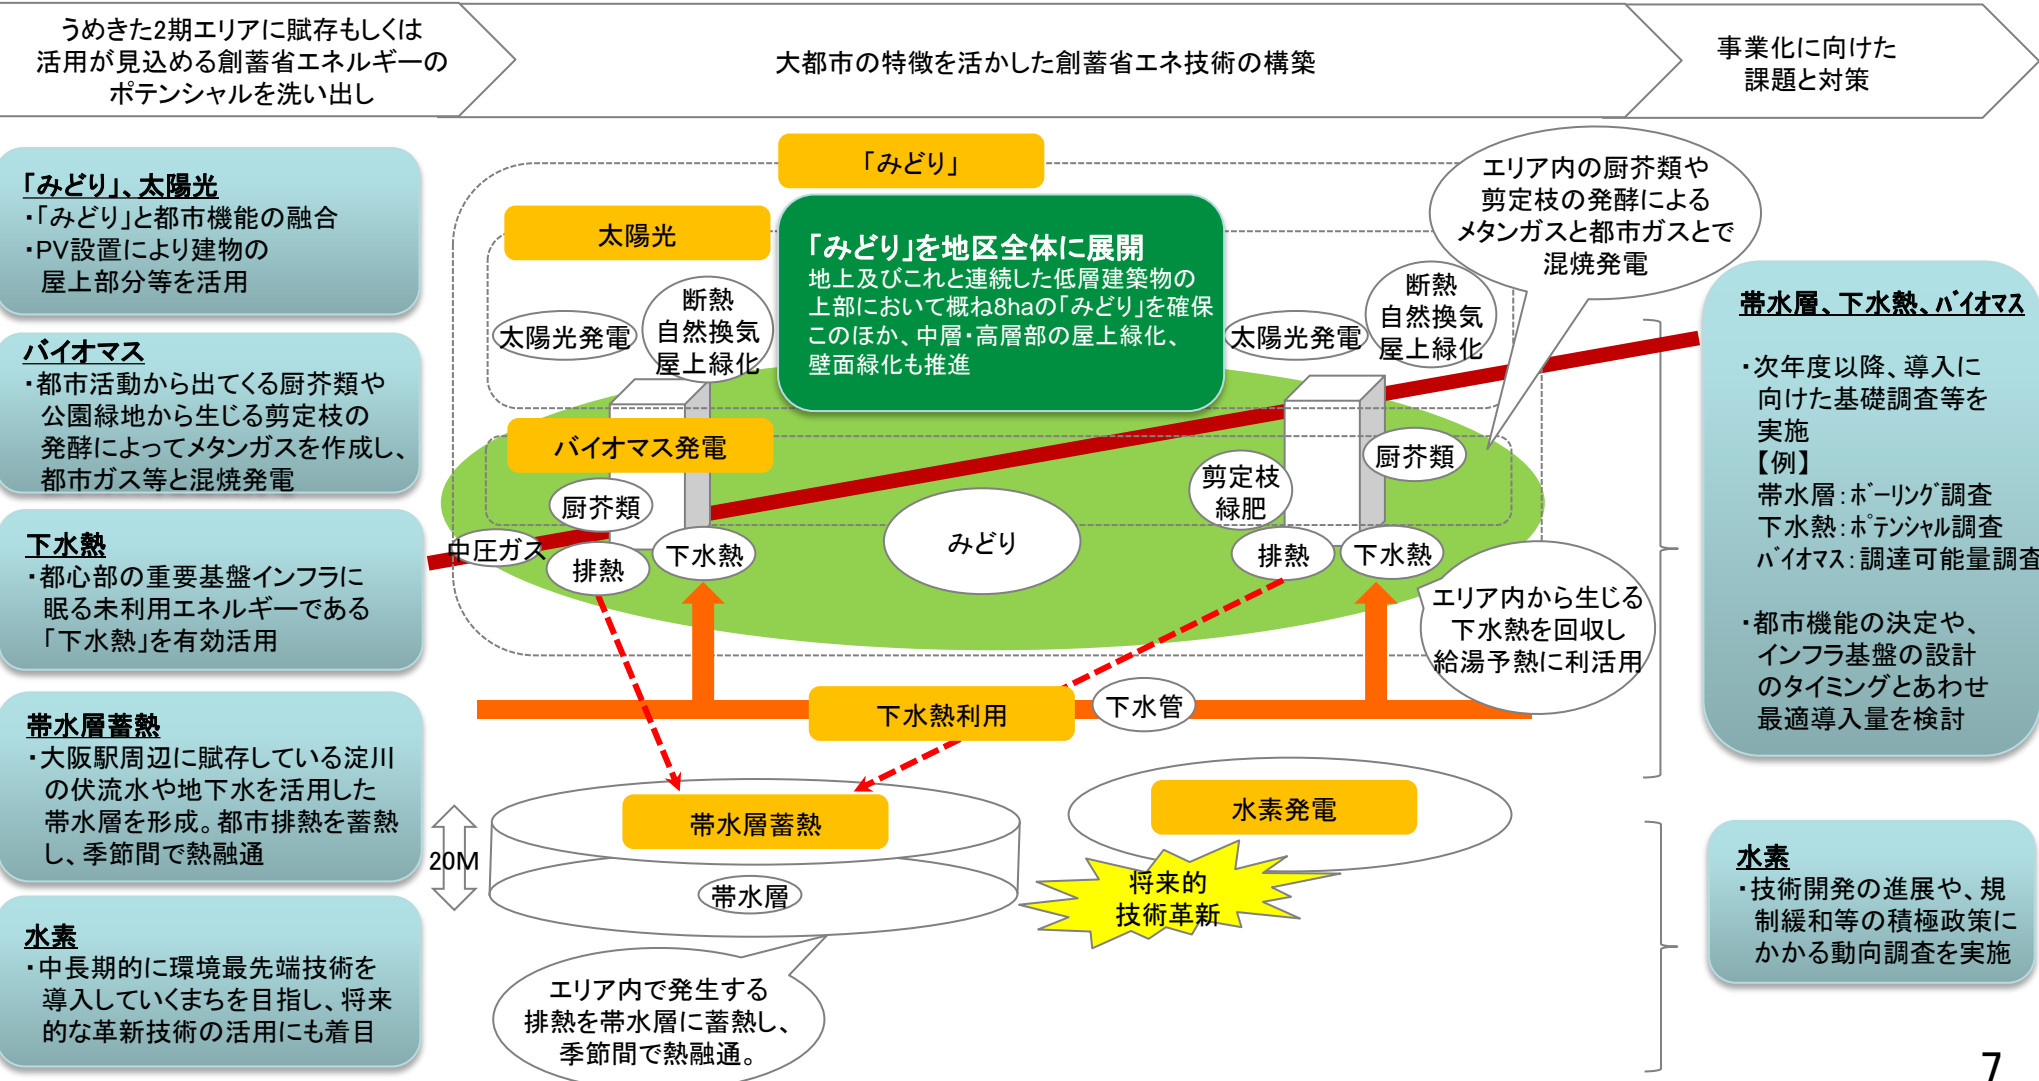 うめきた2期エリアに賦存もしくは
活用が見込める創蓄省エネルギーの
ポテンシャルを洗い出し
大都市の特徴を活かした創蓄省エネ技術の構築
事業化に向けた
課題と対策
「みどり」、太陽光
・「みどり」と都市機能の融合
・PV設置により建物の
屋上部分等を活用
バイオマス
・都市活動から出てくる厨芥類や
公園緑地から生じる剪定枝の
発酵によってメタンガスを作成し、
都市ガス等と混焼発電
下水熱
・都心部の重要基盤インフラに
眠る未利用エネルギーである
「下水熱」を有効活用
帯水層蓄熱
・大阪駅周辺に賦存している淀川
の伏流水や地下水を活用した
帯水層を形成。都市排熱を蓄熱
し、季節間で熱融通
水素
・中長期的に環境最先端技術を
導入していくまちを目指し、将来
的な革新技術の活用にも着目
「みどり」
太陽光
「みどり」を地区全体に展開
地上及びこれと連続した低層建築物の
上部において概ね8haの「みどり」を確保
このほか、中層・高層部の屋上緑化、
壁面緑化も推進
太陽光発電
断熱
自然換気
屋上緑化
太陽光発電
断熱
自然換気
屋上緑化
エリア内の厨芥類や
剪定枝の発酵による
メタンガスと都市ガスとで
混焼発電
バイオマス発電
厨芥類
中圧ガス
排熱
下水熱
みどり
剪定枝
緑肥
厨芥類
排熱
下水熱
エリア内から生じる
下水熱を回収し
給湯予熱に利活用
下水熱利用
下水管
帯水層蓄熱
20M
帯水層
水素発電
将来的
技術革新
エリア内で発生する
排熱を帯水層に蓄熱し、
季節間で熱融通。
帯水層、下水熱、バイオマス
・次年度以降、導入に
向けた基礎調査等を
実施
【例】
帯水層：ボーリング調査
下水熱：ポテンシャル調査
バイオマス：調達可能量調査
・都市機能の決定や、
インフラ基盤の設計
のタイミングとあわせ
最適導入量を検討
水素
・技術開発の進展や、規
制緩和等の積極政策に
かかる動向調査を実施
7